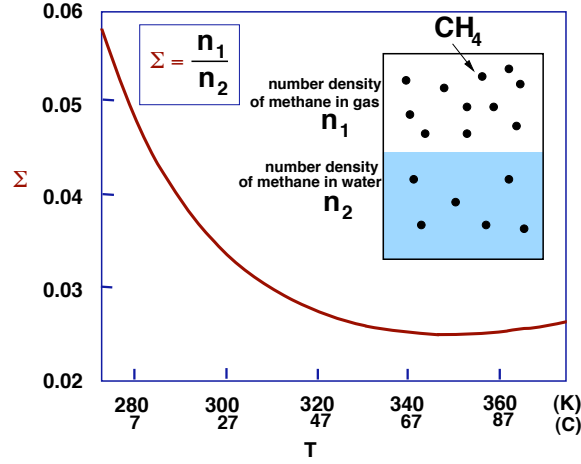 0.06
0.05
0.04
0.03
0.02
Σ
Σ = n1
n2
CH4
number density
of methane in gas
n1
number density
of methane in water
n2
280 300 320 340 360 (K)
7 27 47 67 87 (C)
T